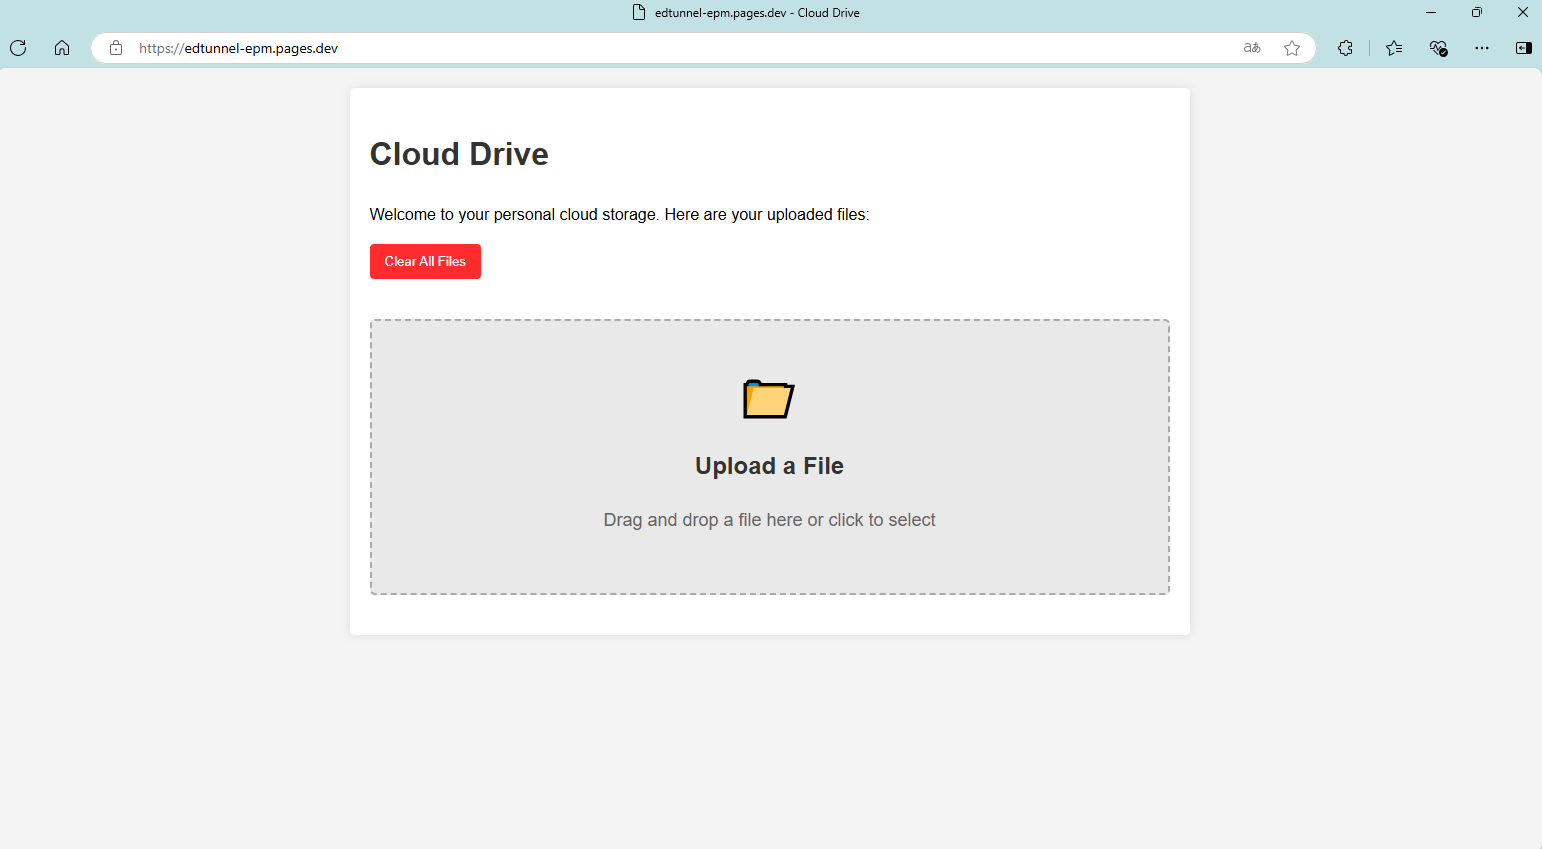 edtunnel-epm.pages.dev - Cloud Drive
https://edtunnel-epm.pages.dev
aあ
Cloud Drive
Welcome to your personal cloud storage. Here are your uploaded files:
Clear All Files
Upload a File
Drag and drop a file here or click to select